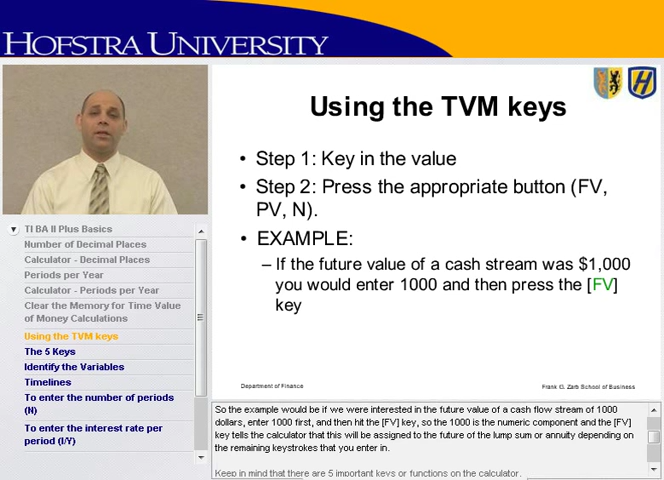 HOFSTRA UNIVERSITY
Using the TVM keys
• Step 1: Key in the value
• Step 2: Press the appropriate button (FV,
PV, N).
• EXAMPLE:
– If the future value of a cash stream was $1,000
you would enter 1000 and then press the [FV]
key
Department of Finance
Frank G. Zarb School of Business
TI BA II Plus Basics
Number of Decimal Places
Calculator - Decimal Places
Periods per Year
Calculator - Periods per Year
Clear the Memory for Time Value
of Money Calculations
Using the TVM keys
The 5 Keys
Identify the Variables
Timelines
To enter the number of periods
(N)
To enter the interest rate per
period (I/Y)
So the example would be if we were interested in the future value of a cash flow stream of 1000
dollars, enter 1000 first, and then hit the [FV] key, so the 1000 is the numeric component and the [FV]
key tells the calculator that this will be assigned to the future of the lump sum or annuity depending on
the remaining keystrokes that you enter in.
Keep in mind that there are 5 important keys or functions on the calculator.